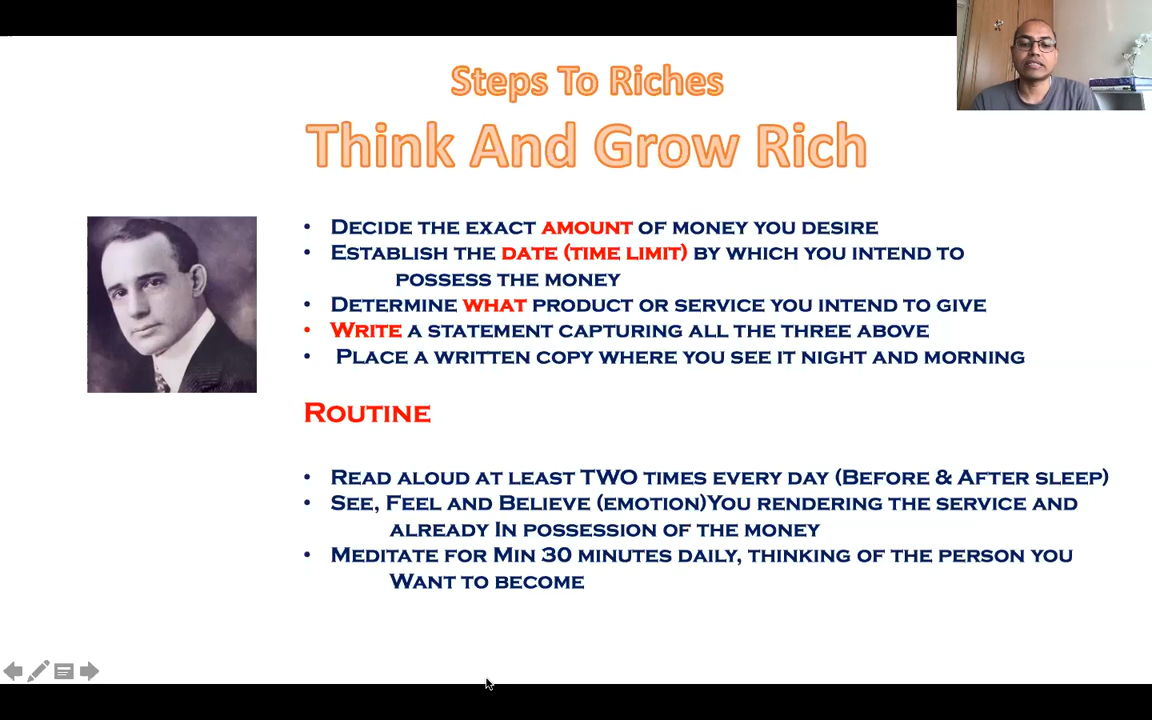 Steps To Riches
Think And Grow Rich
• Decide the exact amount of money you desire
• Establish the date (time limit) by which you intend to
possess the money
• Determine what product or service you intend to give
• Write a statement capturing all the three above
• Place a written copy where you see it night and morning
Routine
• Read aloud at least TWO times every day (Before & After sleep)
• See, Feel and Believe (emotion)You rendering the service and
already In possession of the money
• Meditate for Min 30 minutes daily, thinking of the person you
Want to become